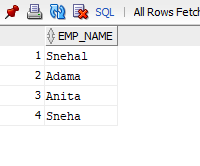 SQL | All Rows Fetch
EMP_NAME
1 Snehal
2 Adama
3 Anita
4 Sneha